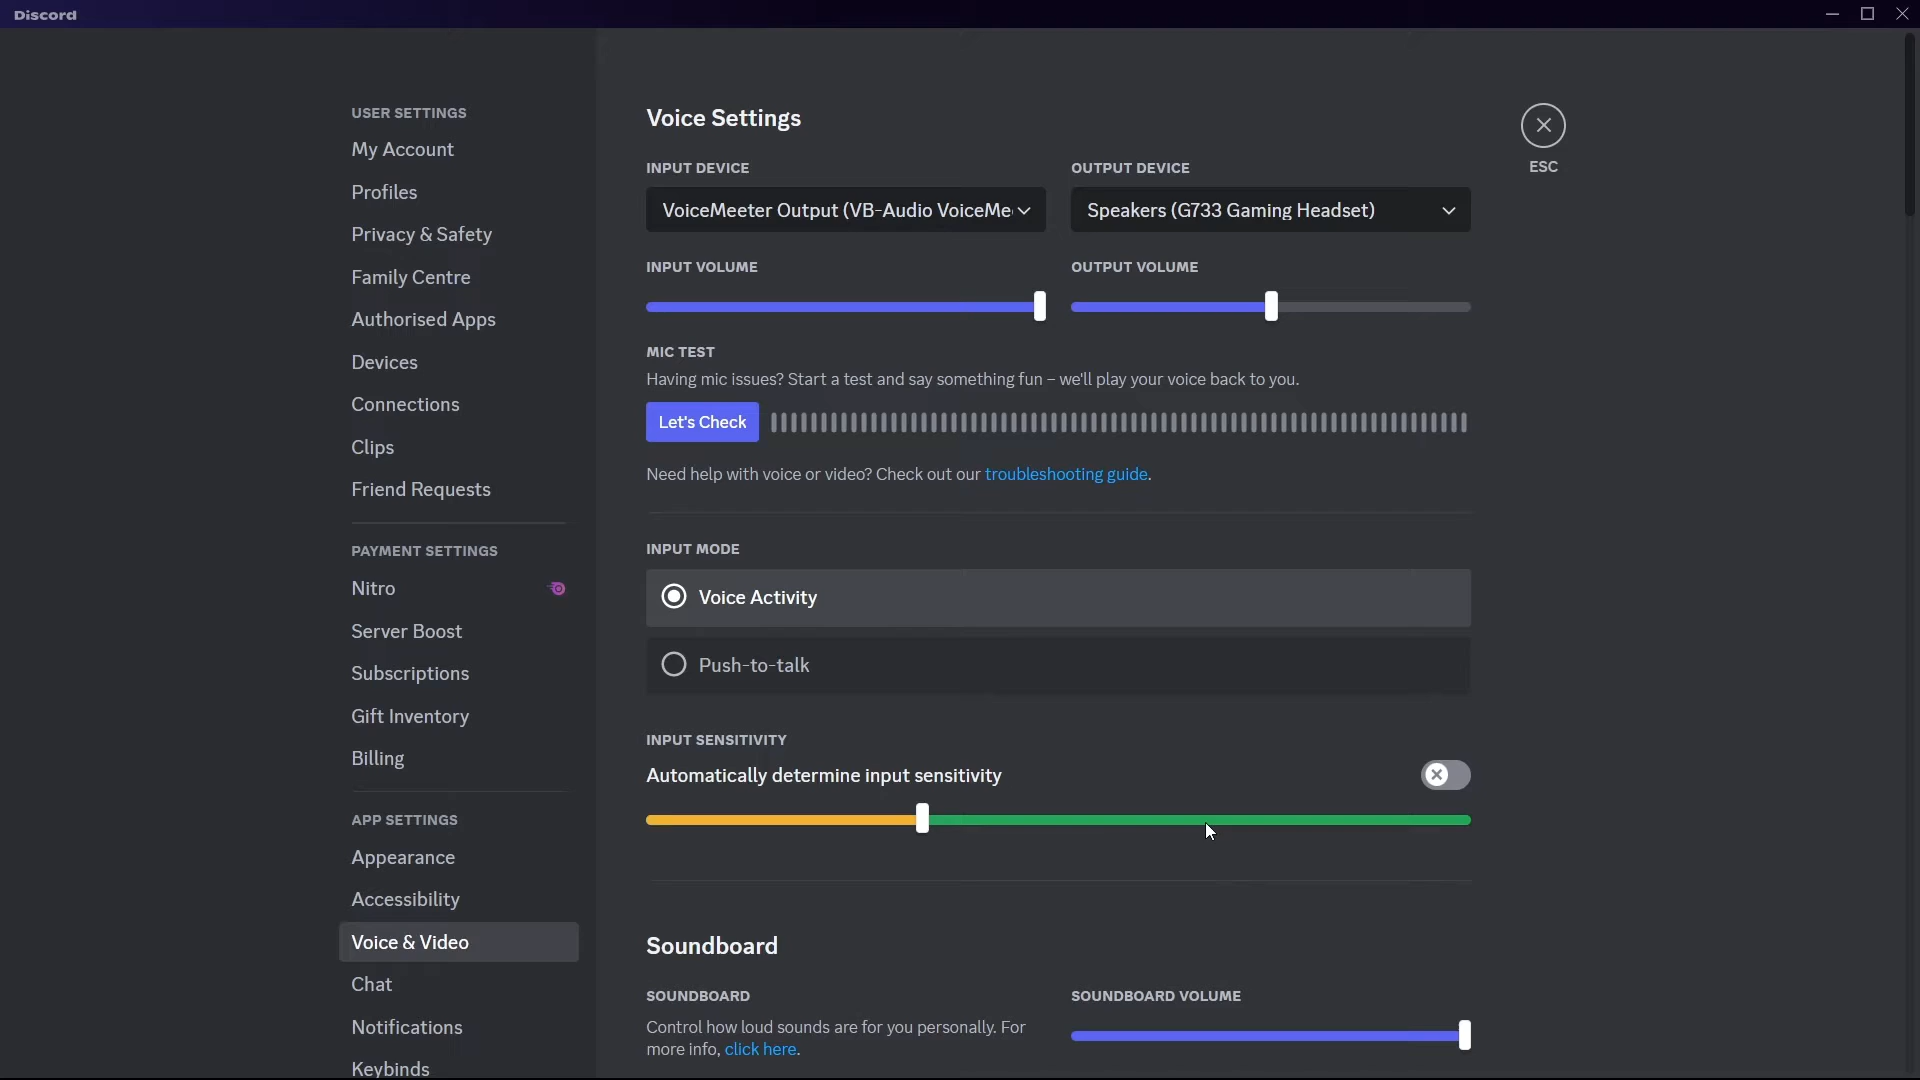 Discord
USER SETTINGS
My Account
Profiles
Privacy & Safety
Family Centre
Authorised Apps
Devices
Connections
Clips
Friend Requests
PAYMENT SETTINGS
Nitro
Server Boost
Subscriptions
Gift Inventory
Billing
APP SETTINGS
Appearance
Accessibility
Voice & Video
Chat
Notifications
Keybinds
Voice Settings
INPUT DEVICE
VoiceMeeter Output (VB-Audio VoiceMe
OUTPUT DEVICE
Speakers (G733 Gaming Headset)
INPUT VOLUME
OUTPUT VOLUME
MIC TEST
Having mic issues? Start a test and say something fun – we'll play your voice back to you.
Let's Check
Need help with voice or video? Check out our troubleshooting guide.
INPUT MODE
Voice Activity
Push-to-talk
INPUT SENSITIVITY
Automatically determine input sensitivity
Soundboard
SOUNDBOARD
Control how loud sounds are for you personally. For
more info, click here.
SOUNDBOARD VOLUME
ESC